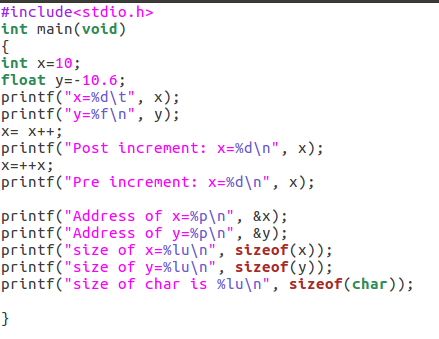 #include<stdio.h>
int main(void)
{
int x=10;
float y=-10.6;
printf("x=%d\t", x);
printf("y=%f\n", y);
x= x++;
printf("Post increment: x=%d\n", x);
x=++x;
printf("Pre increment: x=%d\n", x);

printf("Address of x=%p\n", &x);
printf("Address of y=%p\n", &y);
printf("size of x=%lu\n", sizeof(x));
printf("size of y=%lu\n", sizeof(y));
printf("size of char is %lu\n", sizeof(char));

}